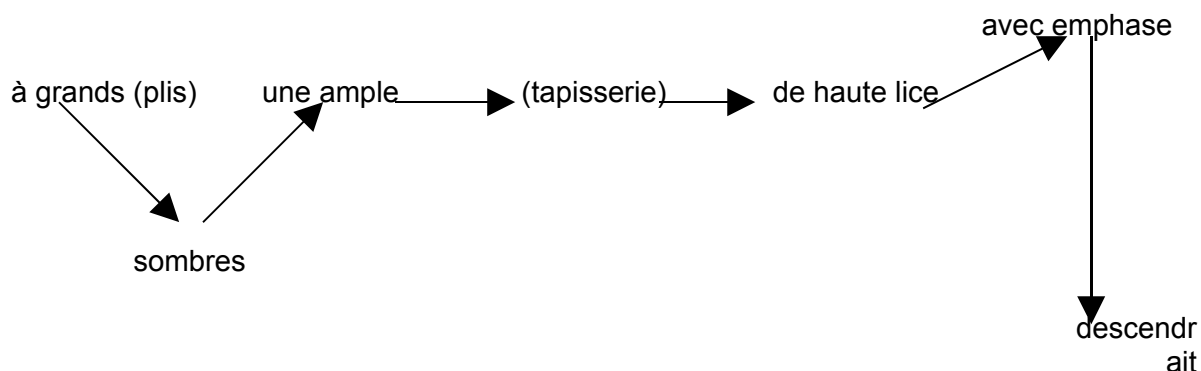 avec emphase
à grands (plis) une ample (tapisserie) de haute lice
sombres
descendr
ait